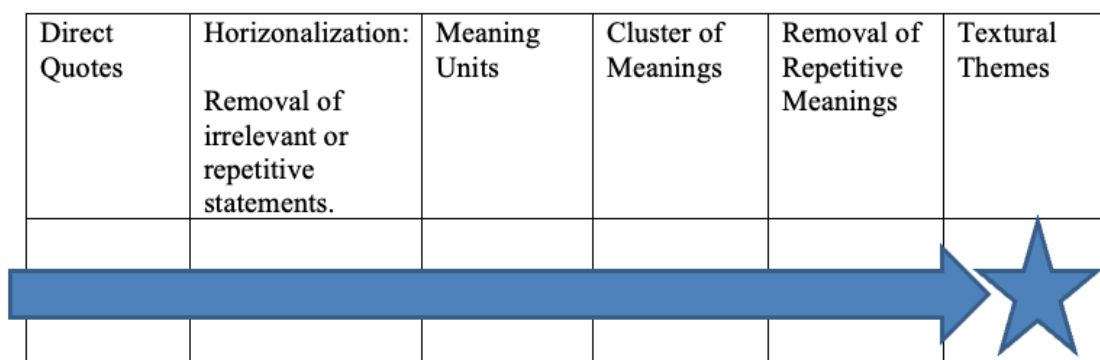 Direct
Quotes
Horizonalization:
Removal of
irrelevant or
repetitive
statements.
Meaning
Units
Cluster of
Meanings
Removal of
Repetitive
Meanings
Textural
Themes